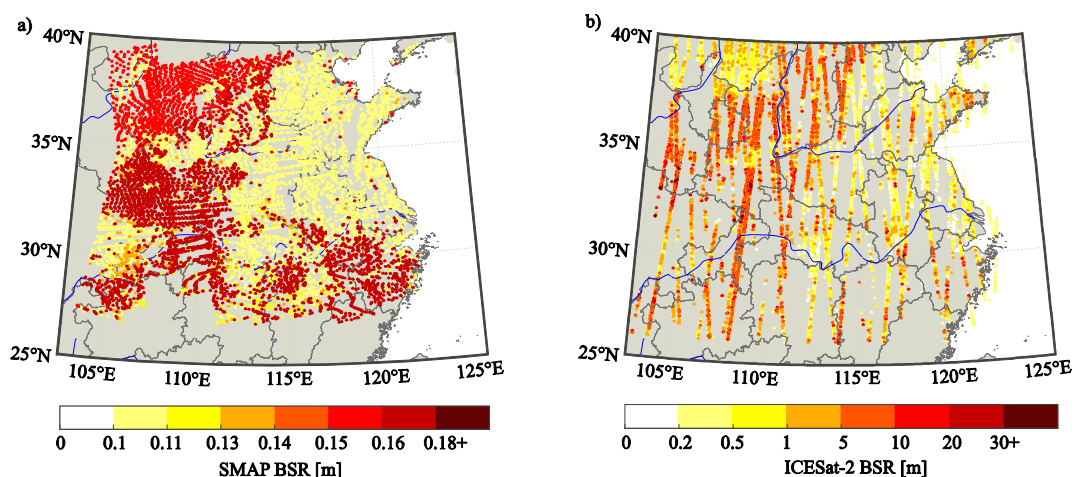 a)
40°N
35°N
30°N
25°N
105°E 110°E 115°E 120°E 125°E
0 0.1 0.11 0.13 0.14 0.15 0.16 0.18+
SMAP BSR [m]
b)
40°N
35°N
30°N
25°N
105°E 110°E 115°E 120°E 125°E
0 0.2 0.5 1 5 10 20 30+
ICESat-2 BSR [m]